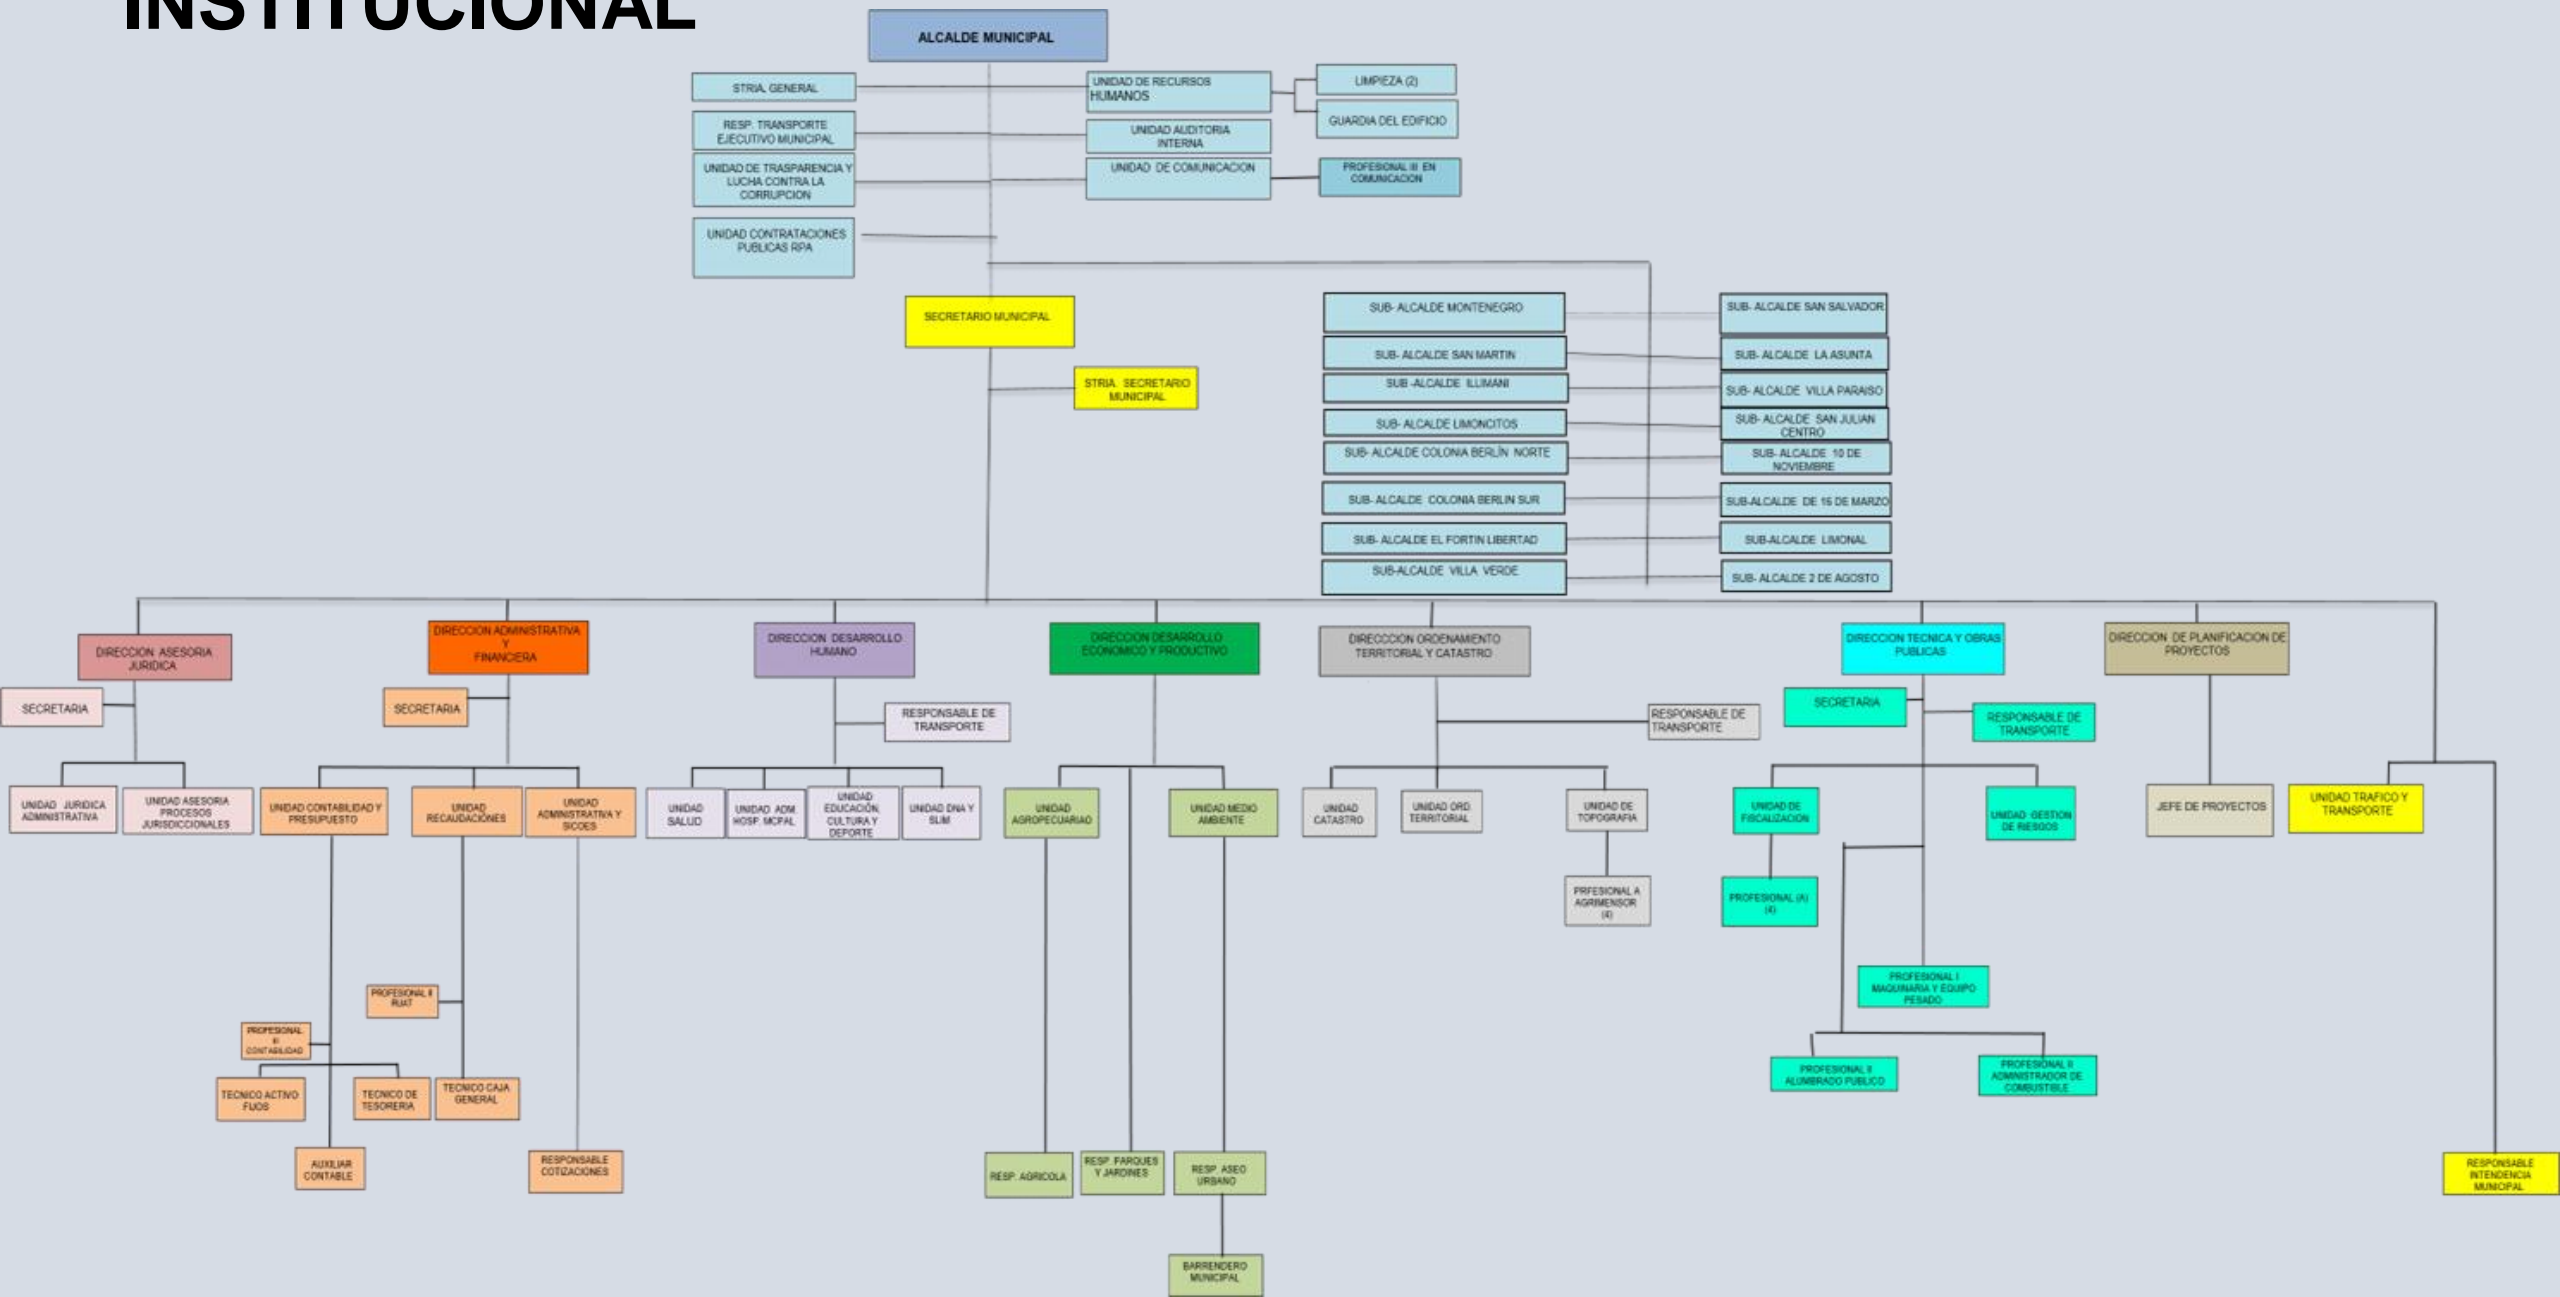 INSTITUCIONAL
ALCALDE MUNICIPAL
STRIA. GENERAL
UNIDAD DE RECURSOS
HUMANOS
LIMPIEZA (2)
GUARDIA DEL EDIFICIO
RESP. TRANSPORTE
EJECUTIVO MUNICIPAL
UNIDAD AUDITORIA
INTERNA
UNIDAD DE TRASPARENCIA Y
LUCHA CONTRA LA
CORRUPCION
UNIDAD DE COMUNICACION
PROFESIONAL III EN
COMUNICACION
UNIDAD CONTRATACIONES
PUBLICAS RPA
SECRETARIO MUNICIPAL
STRIA. SECRETARIO
MUNICIPAL
SUB- ALCALDE MONTENEGRO
SUB- ALCALDE SAN SALVADOR
SUB- ALCALDE SAN MARTIN
SUB- ALCALDE LA ASUNTA
SUB -ALCALDE ILLIMANI
SUB- ALCALDE VILLA PARAISO
SUB- ALCALDE LIMONCITOS
SUB- ALCALDE SAN JULIAN
CENTRO
SUB- ALCALDE COLONIA BERLÍN NORTE
SUB- ALCALDE 10 DE
NOVIEMBRE
SUB- ALCALDE COLONIA BERLIN SUR
SUB-ALCALDE DE 16 DE MARZO
SUB- ALCALDE EL FORTIN LIBERTAD
SUB-ALCALDE LIMONAL
SUB-ALCALDE VILLA VERDE
SUB- ALCALDE 2 DE AGOSTO
DIRECCION ASESORIA
JURIDICA
DIRECCION ADMINISTRATIVA
Y
FINANCIERA
DIRECCION DESARROLLO
HUMANO
DIRECCION DESARROLLO
ECONOMICO Y PRODUCTIVO
DIRECCCION ORDENAMIENTO
TERRITORIAL Y CATASTRO
DIRECCION TECNICA Y OBRAS
PUBLICAS
DIRECCION DE PLANIFICACION DE
PROYECTOS
SECRETARIA
SECRETARIA
RESPONSABLE DE
TRANSPORTE
RESPONSABLE DE
TRANSPORTE
SECRETARIA
RESPONSABLE DE
TRANSPORTE
UNIDAD JURIDICA
ADMINISTRATIVA
UNIDAD ASESORIA
PROCESOS
JURISDICCIONALES
UNIDAD CONTABILIDAD Y
PRESUPUESTO
UNIDAD
RECAUDACIONES
UNIDAD
ADMINISTRATIVA Y
SICOES
UNIDAD
SALUD
UNIDAD ADM
HOSP. MCPAL
UNIDAD
EDUCACIÓN,
CULTURA Y
DEPORTE
UNIDAD DNA Y
SLIM
UNIDAD
AGROPECUARIAO
UNIDAD MEDIO
AMBIENTE
UNIDAD
CATASTRO
UNIDAD ORD.
TERRITORIAL
UNIDAD DE
TOPOGRAFIA
UNIDAD DE
FISCALIZACION
UNIDAD GESTION
DE RIESGOS
JEFE DE PROYECTOS
UNIDAD TRAFICO Y
TRANSPORTE
PRFESIONAL A
AGRIMENSOR
(4)
PROFESIONAL (A)
(4)
PROFESIONAL I
MAQUINARIA Y EQUIPO
PESADO
PROFESIONAL II
RUAT
PROFESIONAL
III
CONTABILIDAD
TECNICO ACTIVO
FIJOS
TECNICO DE
TESORERIA
TECNICO CAJA
GENERAL
PROFESIONAL II
ALUMBRADO PUBLICO
PROFESIONAL II
ADMINISTRADOR DE
COMBUSTIBLE
AUXILIAR
CONTABLE
RESPONSABLE
COTIZACIONES
RESP. AGRICOLA
RESP. PARQUES
Y JARDINES
RESP. ASEO
URBANO
RESPONSABLE
INTENDENCIA
MUNICIPAL
BARRENDERO
MUNICIPAL